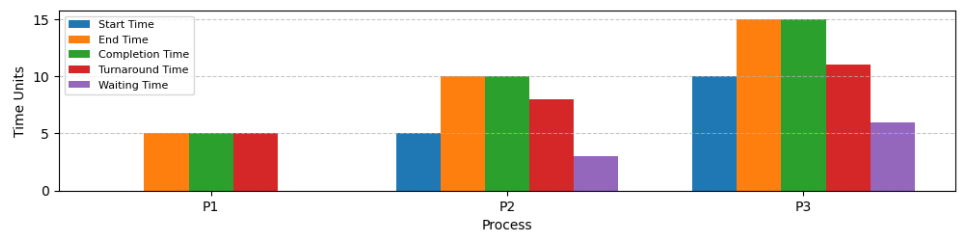 15
10
5
0
Time Units
Start Time
End Time
Completion Time
Turnaround Time
Waiting Time
P1 P2 P3
Process